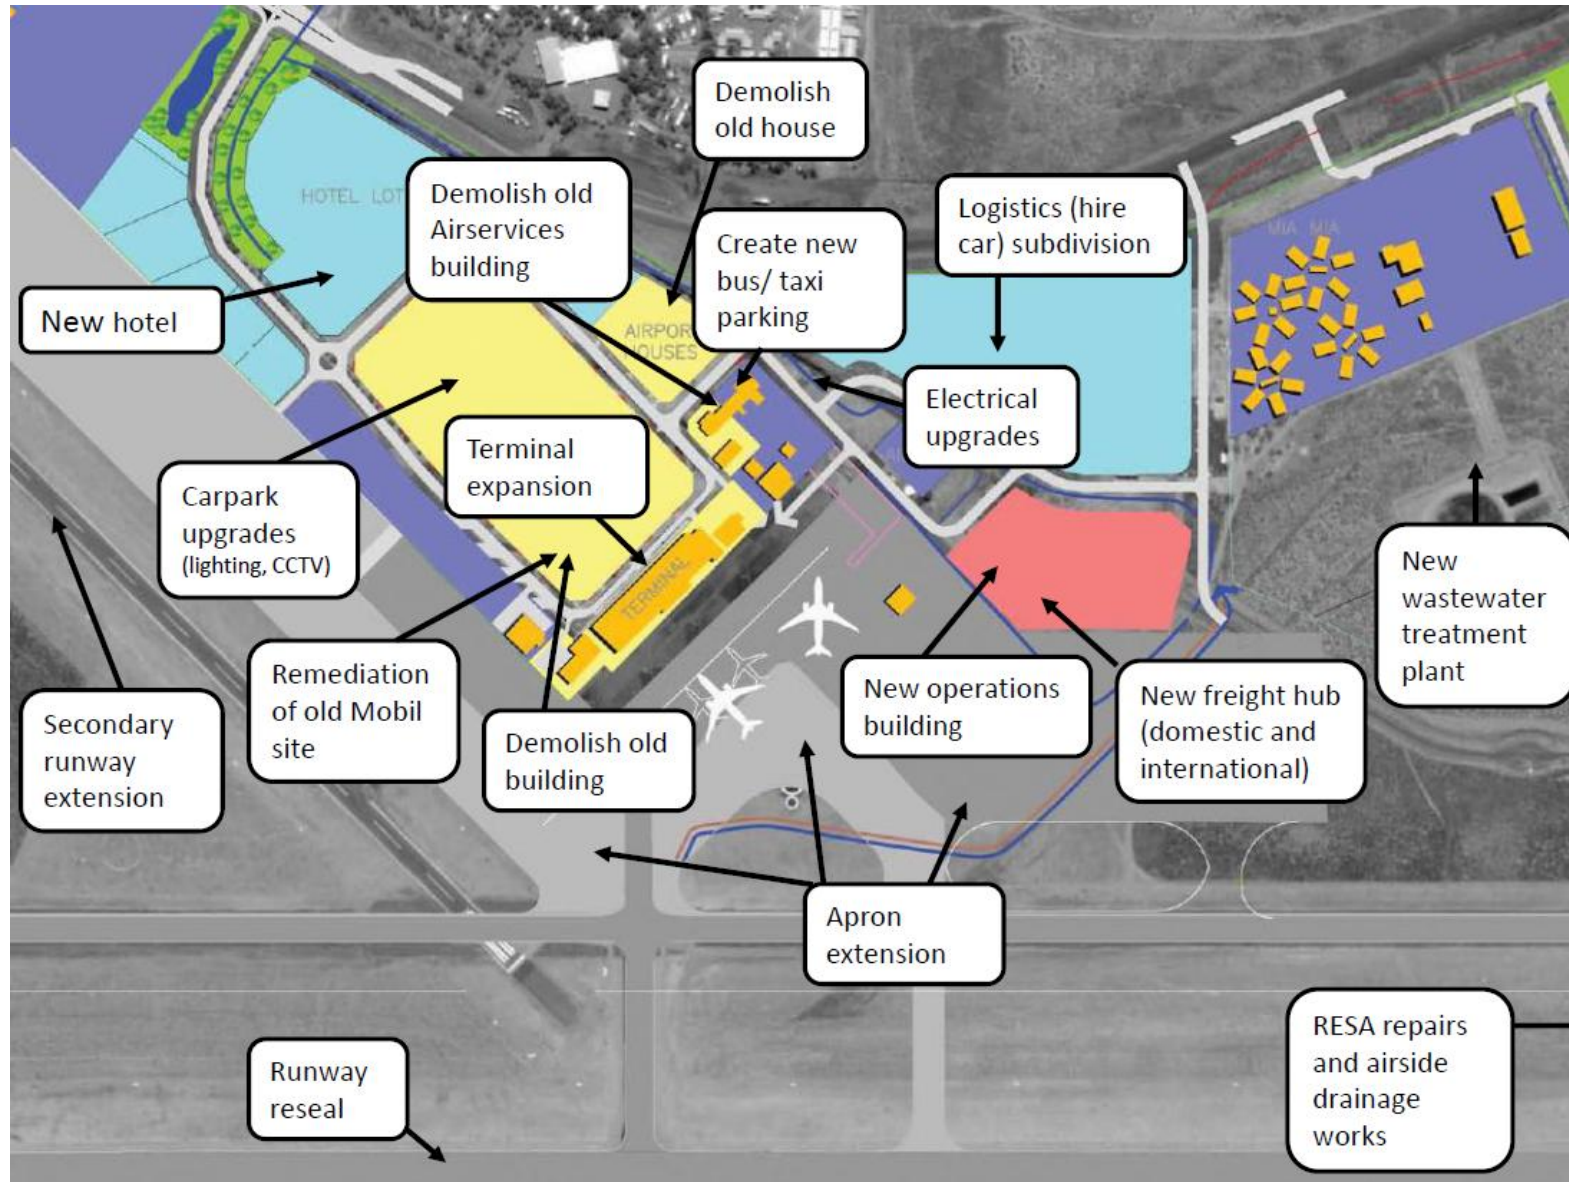 Demolish
old house
Demolish old
Airservices
building
Logistics (hire
car) subdivision
Create new
bus/ taxi
parking
HOTEL LOT
MIA MIA
New hotel
AIRPOR
HOUSES
Electrical
upgrades
Terminal
expansion
Carpark
upgrades
(lighting, CCTV)
TERMINAL
New
wastewater
treatment
plant
Remediation
of old Mobil
site
New operations
building
New freight hub
(domestic and
international)
Secondary
runway
extension
Demolish old
building
Apron
extension
RESA repairs
and airside
drainage
works
Runway
reseal